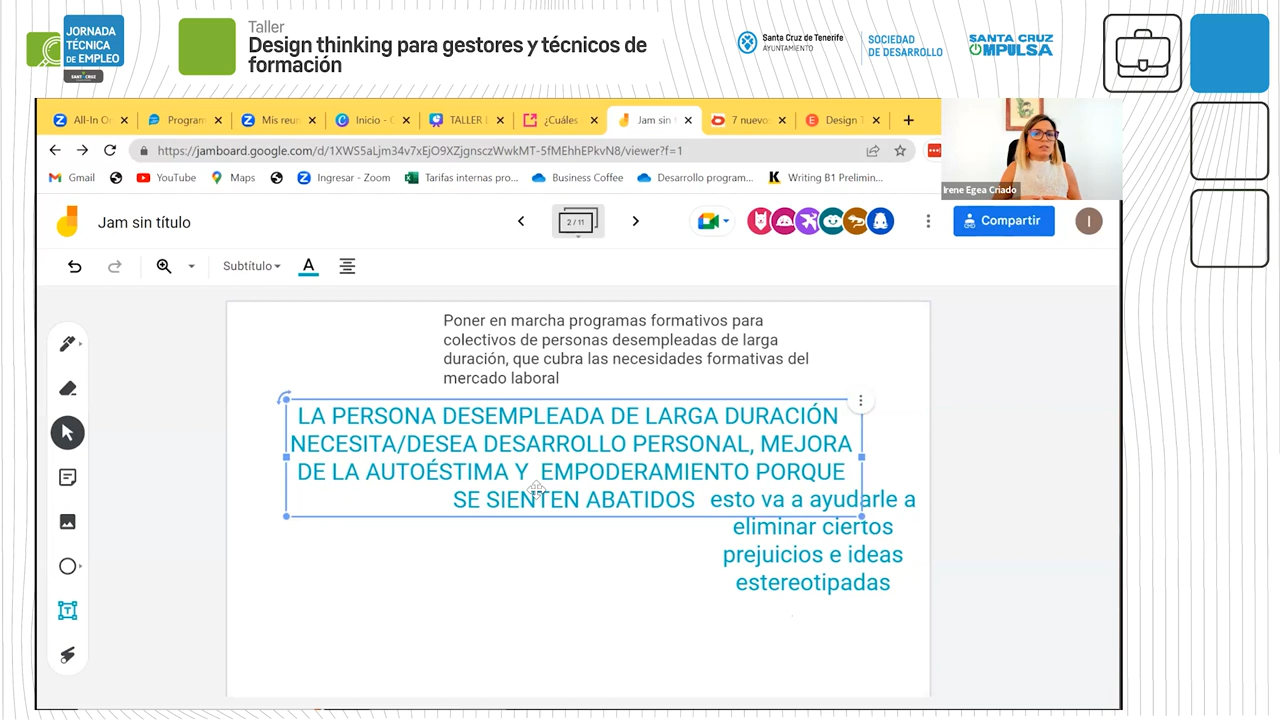 JORNADA
TÉCNICA
DE EMPLEO
Taller
Design thinking para gestores y técnicos de
formación
Santa Cruz de Tenerife
AYUNTAMIENTO
SOCIEDAD
DE DESARROLLO
SANTA CRUZ
MPULSA
All-In O
Program
Mis reun
Inicio - C
TALLER L
¿Cuáles
Jam sin t
7 nuevo
Design T
https://jamboard.google.com/d/1XWS5aLjm34v7xEjO9XZjgnsczWwkMT-5fMEhhEPkvN8/viewer?f=1
Gmail
YouTube
Maps
Ingresar - Zoom
Tarifas internas pro...
Business Coffee
Desarrollo program...
Writing B1 Prelimin...
Irene Egea Criado
Jam sin título
2 / 11
Compartir
I
Subtítulo
Poner en marcha programas formativos para
colectivos de personas desempleadas de larga
duración, que cubra las necesidades formativas del
mercado laboral
LA PERSONA DESEMPLEADA DE LARGA DURACIÓN
NECESITA/DESEA DESARROLLO PERSONAL, MEJORA
DE LA AUTOÉSTIMA Y EMPODERAMIENTO PORQUE
SE SIENTEN ABATIDOS
esto va a ayudarle a
eliminar ciertos
prejuicios e ideas
estereotipadas